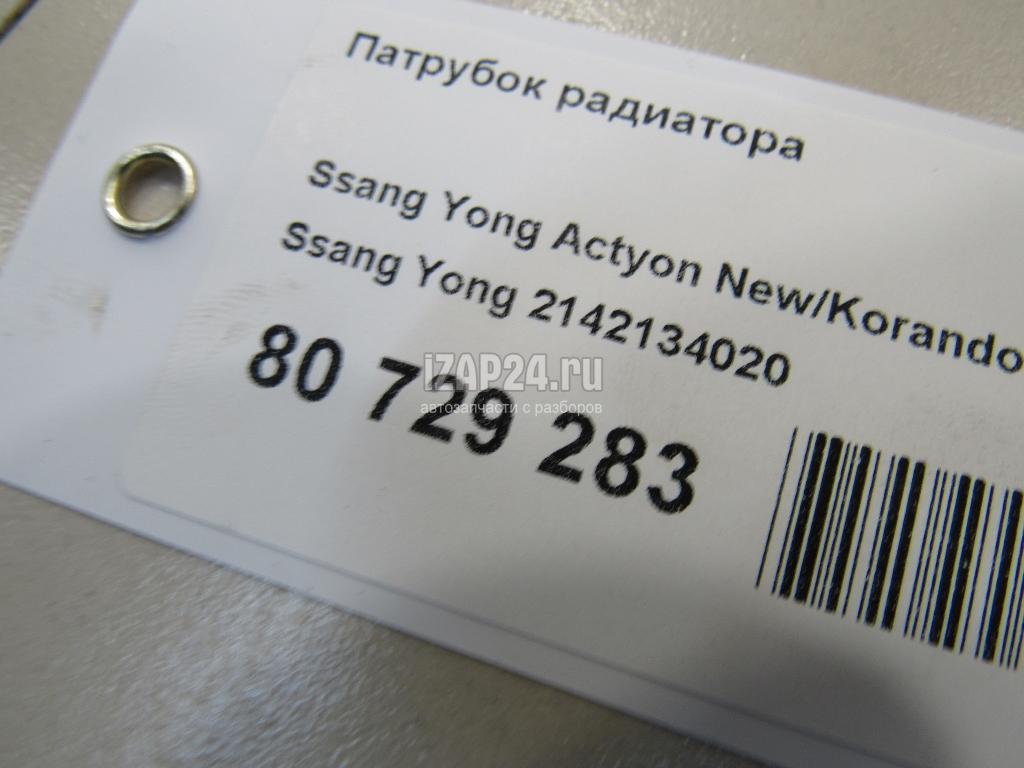 Патрубок радиатора
Ssang Yong Actyon New/Korando
Ssang Yong 2142134020
80 729 283
iZAP24.ru
автозапчасти с разборов